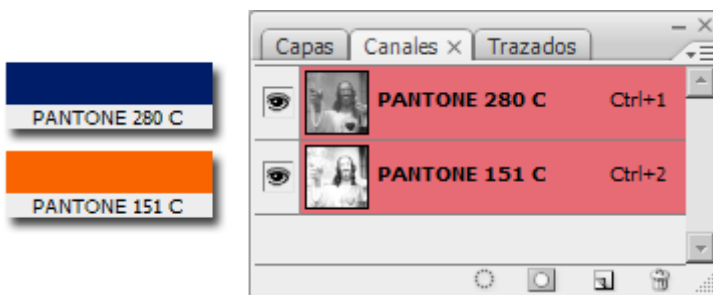 PANTONE 280 C
PANTONE 151 C
Capas Canales × Trazados
PANTONE 280 C Ctrl+1
PANTONE 151 C Ctrl+2